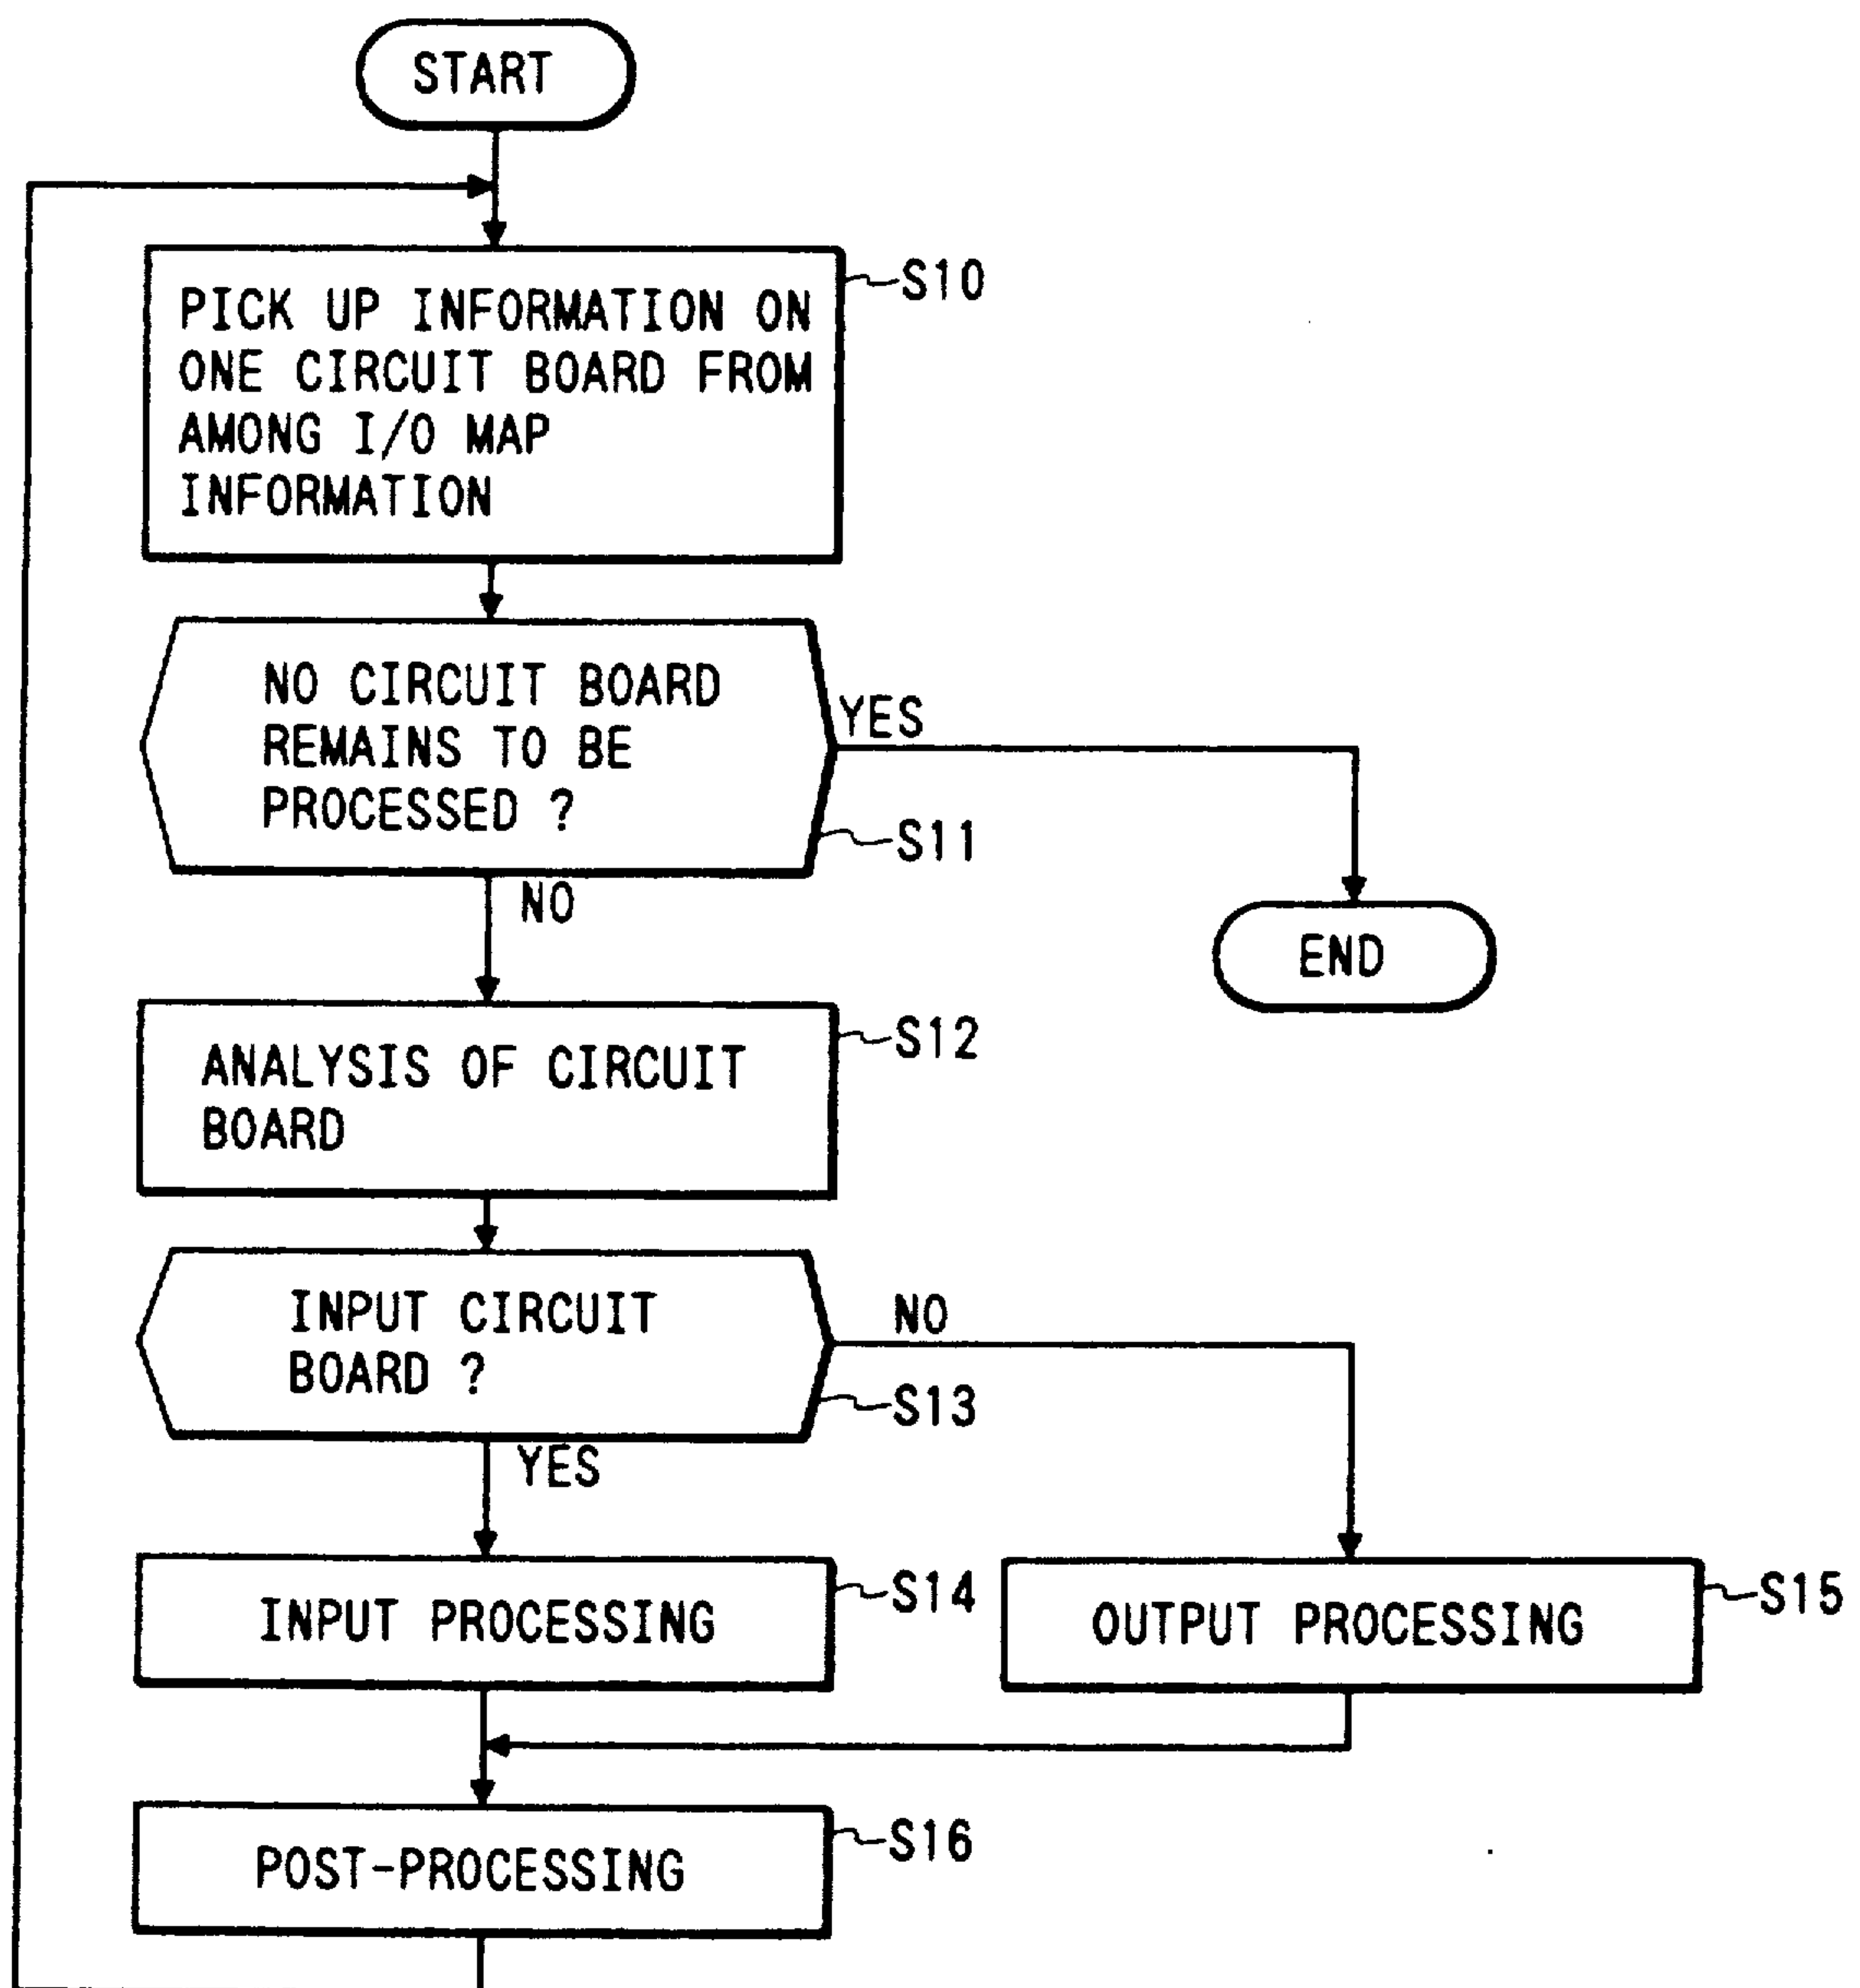 START
PICK UP INFORMATION ON
ONE CIRCUIT BOARD FROM
AMONG I/O MAP
INFORMATION
S10
NO CIRCUIT BOARD
REMAINS TO BE
PROCESSED ?
YES
S11
NO
END
ANALYSIS OF CIRCUIT
BOARD
S12
INPUT CIRCUIT
BOARD ?
NO
S13
YES
INPUT PROCESSING
S14
OUTPUT PROCESSING
S15
POST-PROCESSING
S16